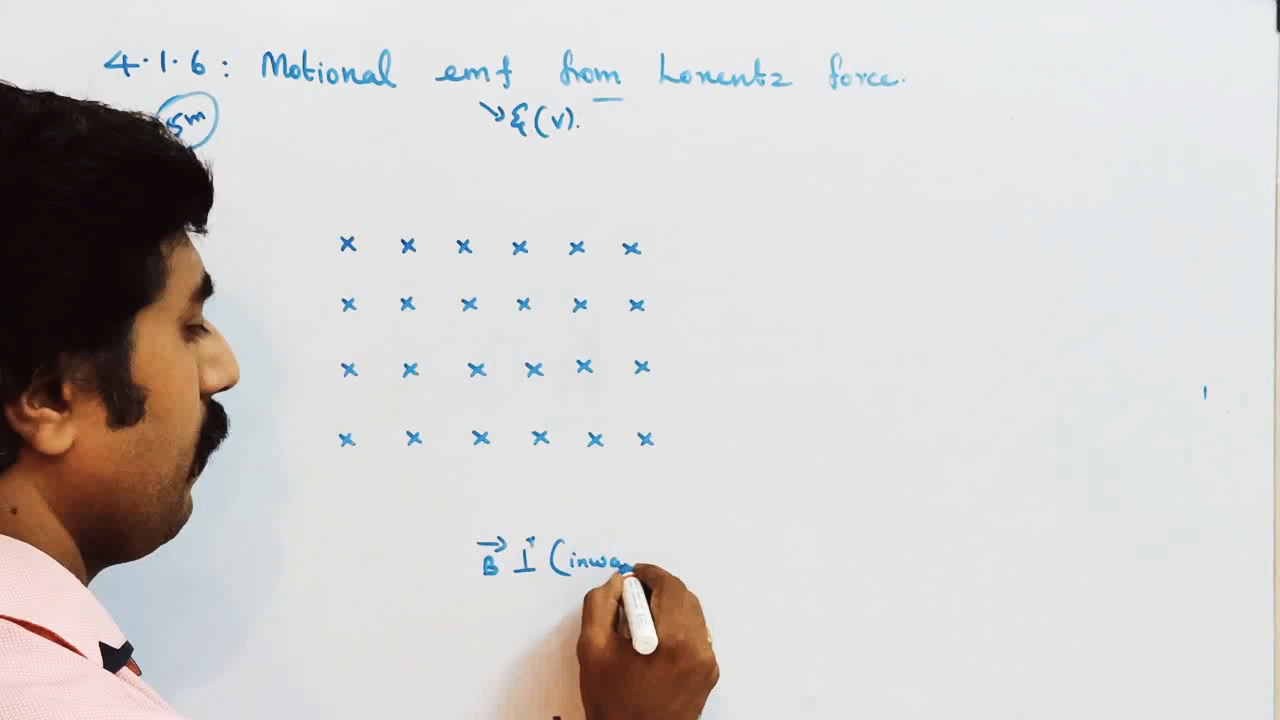 4.1.6: Motional emf from Lorentz force.
5m
↘ ξ(v).
× × × × × ×
× × × × × ×
× × × × × ×
× × × × × ×
B⃗ ⊥ʳ (inwa